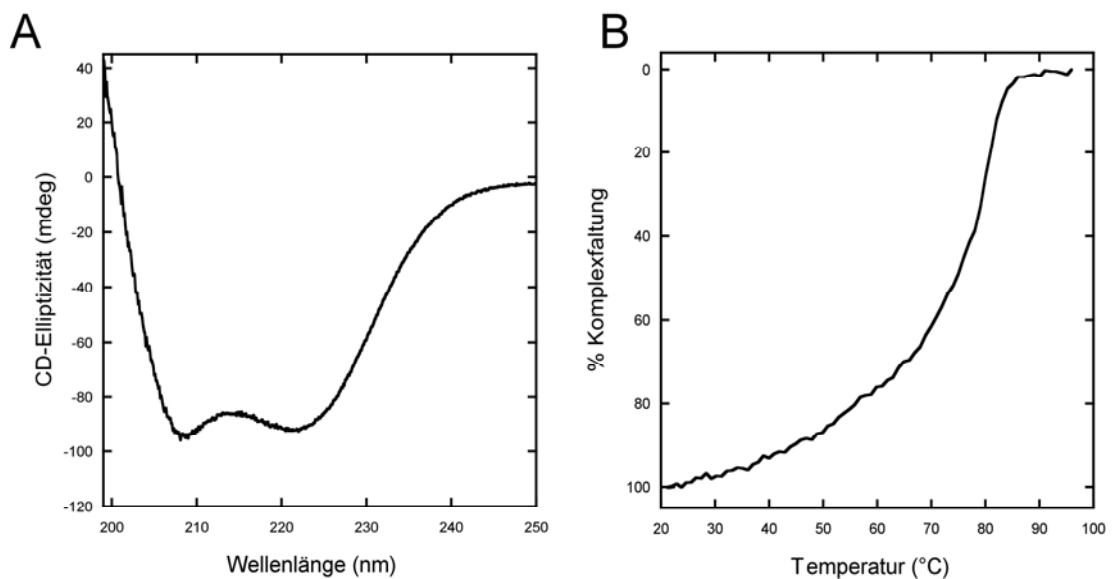 A
CD-Elliptizität (mdeg)
40
20
0
-20
-40
-60
-80
-100
-120
200 210 220 230 240 250
Wellenlänge (nm)
B
% Komplexfaltung
0
20
40
60
80
100
20 30 40 50 60 70 80 90 100
Temperatur (°C)